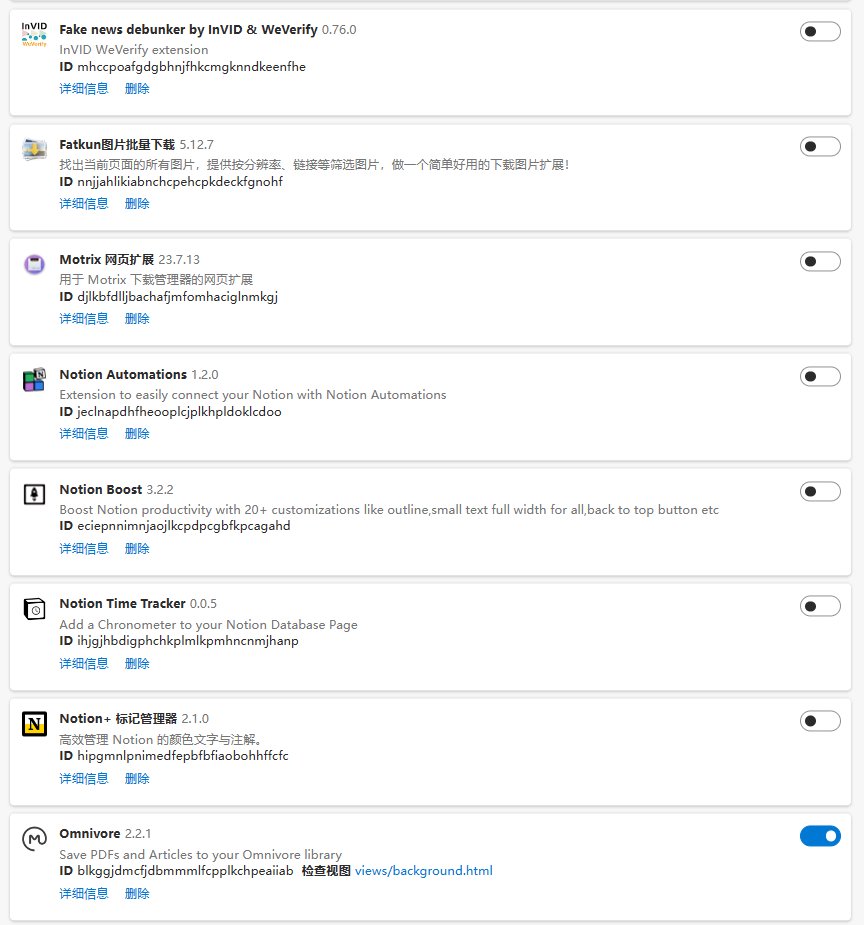 InVID
WeVerify
Fake news debunker by InVID & WeVerify 0.76.0
InVID WeVerify extension
ID mhccpoafgdgbhnjfhkcmgknndkeenfhe
详细信息 删除
Fatkun图片批量下载 5.12.7
找出当前页面的所有图片，提供按分辨率、链接等筛选图片，做一个简单好用的下载图片扩展！
ID nnjjahlikiabnchcpehcpkdeckfgnohf
详细信息 删除
Motrix 网页扩展 23.7.13
用于 Motrix 下载管理器的网页扩展
ID djlkbfdlljbachafjmfomhaciglnmkgj
详细信息 删除
Notion Automations 1.2.0
Extension to easily connect your Notion with Notion Automations
ID jeclnapdhfheooplcjplkhpldoklcdoo
详细信息 删除
Notion Boost 3.2.2
Boost Notion productivity with 20+ customizations like outline,small text full width for all,back to top button etc
ID eciepnnimnjaojlkcpdpcgbfkpcagahd
详细信息 删除
Notion Time Tracker 0.0.5
Add a Chronometer to your Notion Database Page
ID ihjgjhbdigphchkplmlkpmhncnmjhanp
详细信息 删除
N
Notion+ 标记管理器 2.1.0
高效管理 Notion 的颜色文字与注解。
ID hipgmnlpnimedfepbfbfiaobohhffcfc
详细信息 删除
Omnivore 2.2.1
Save PDFs and Articles to your Omnivore library
ID blkggjdmcfjdbmmmlfcpplkchpeaiiab 检查视图 views/background.html
详细信息 删除